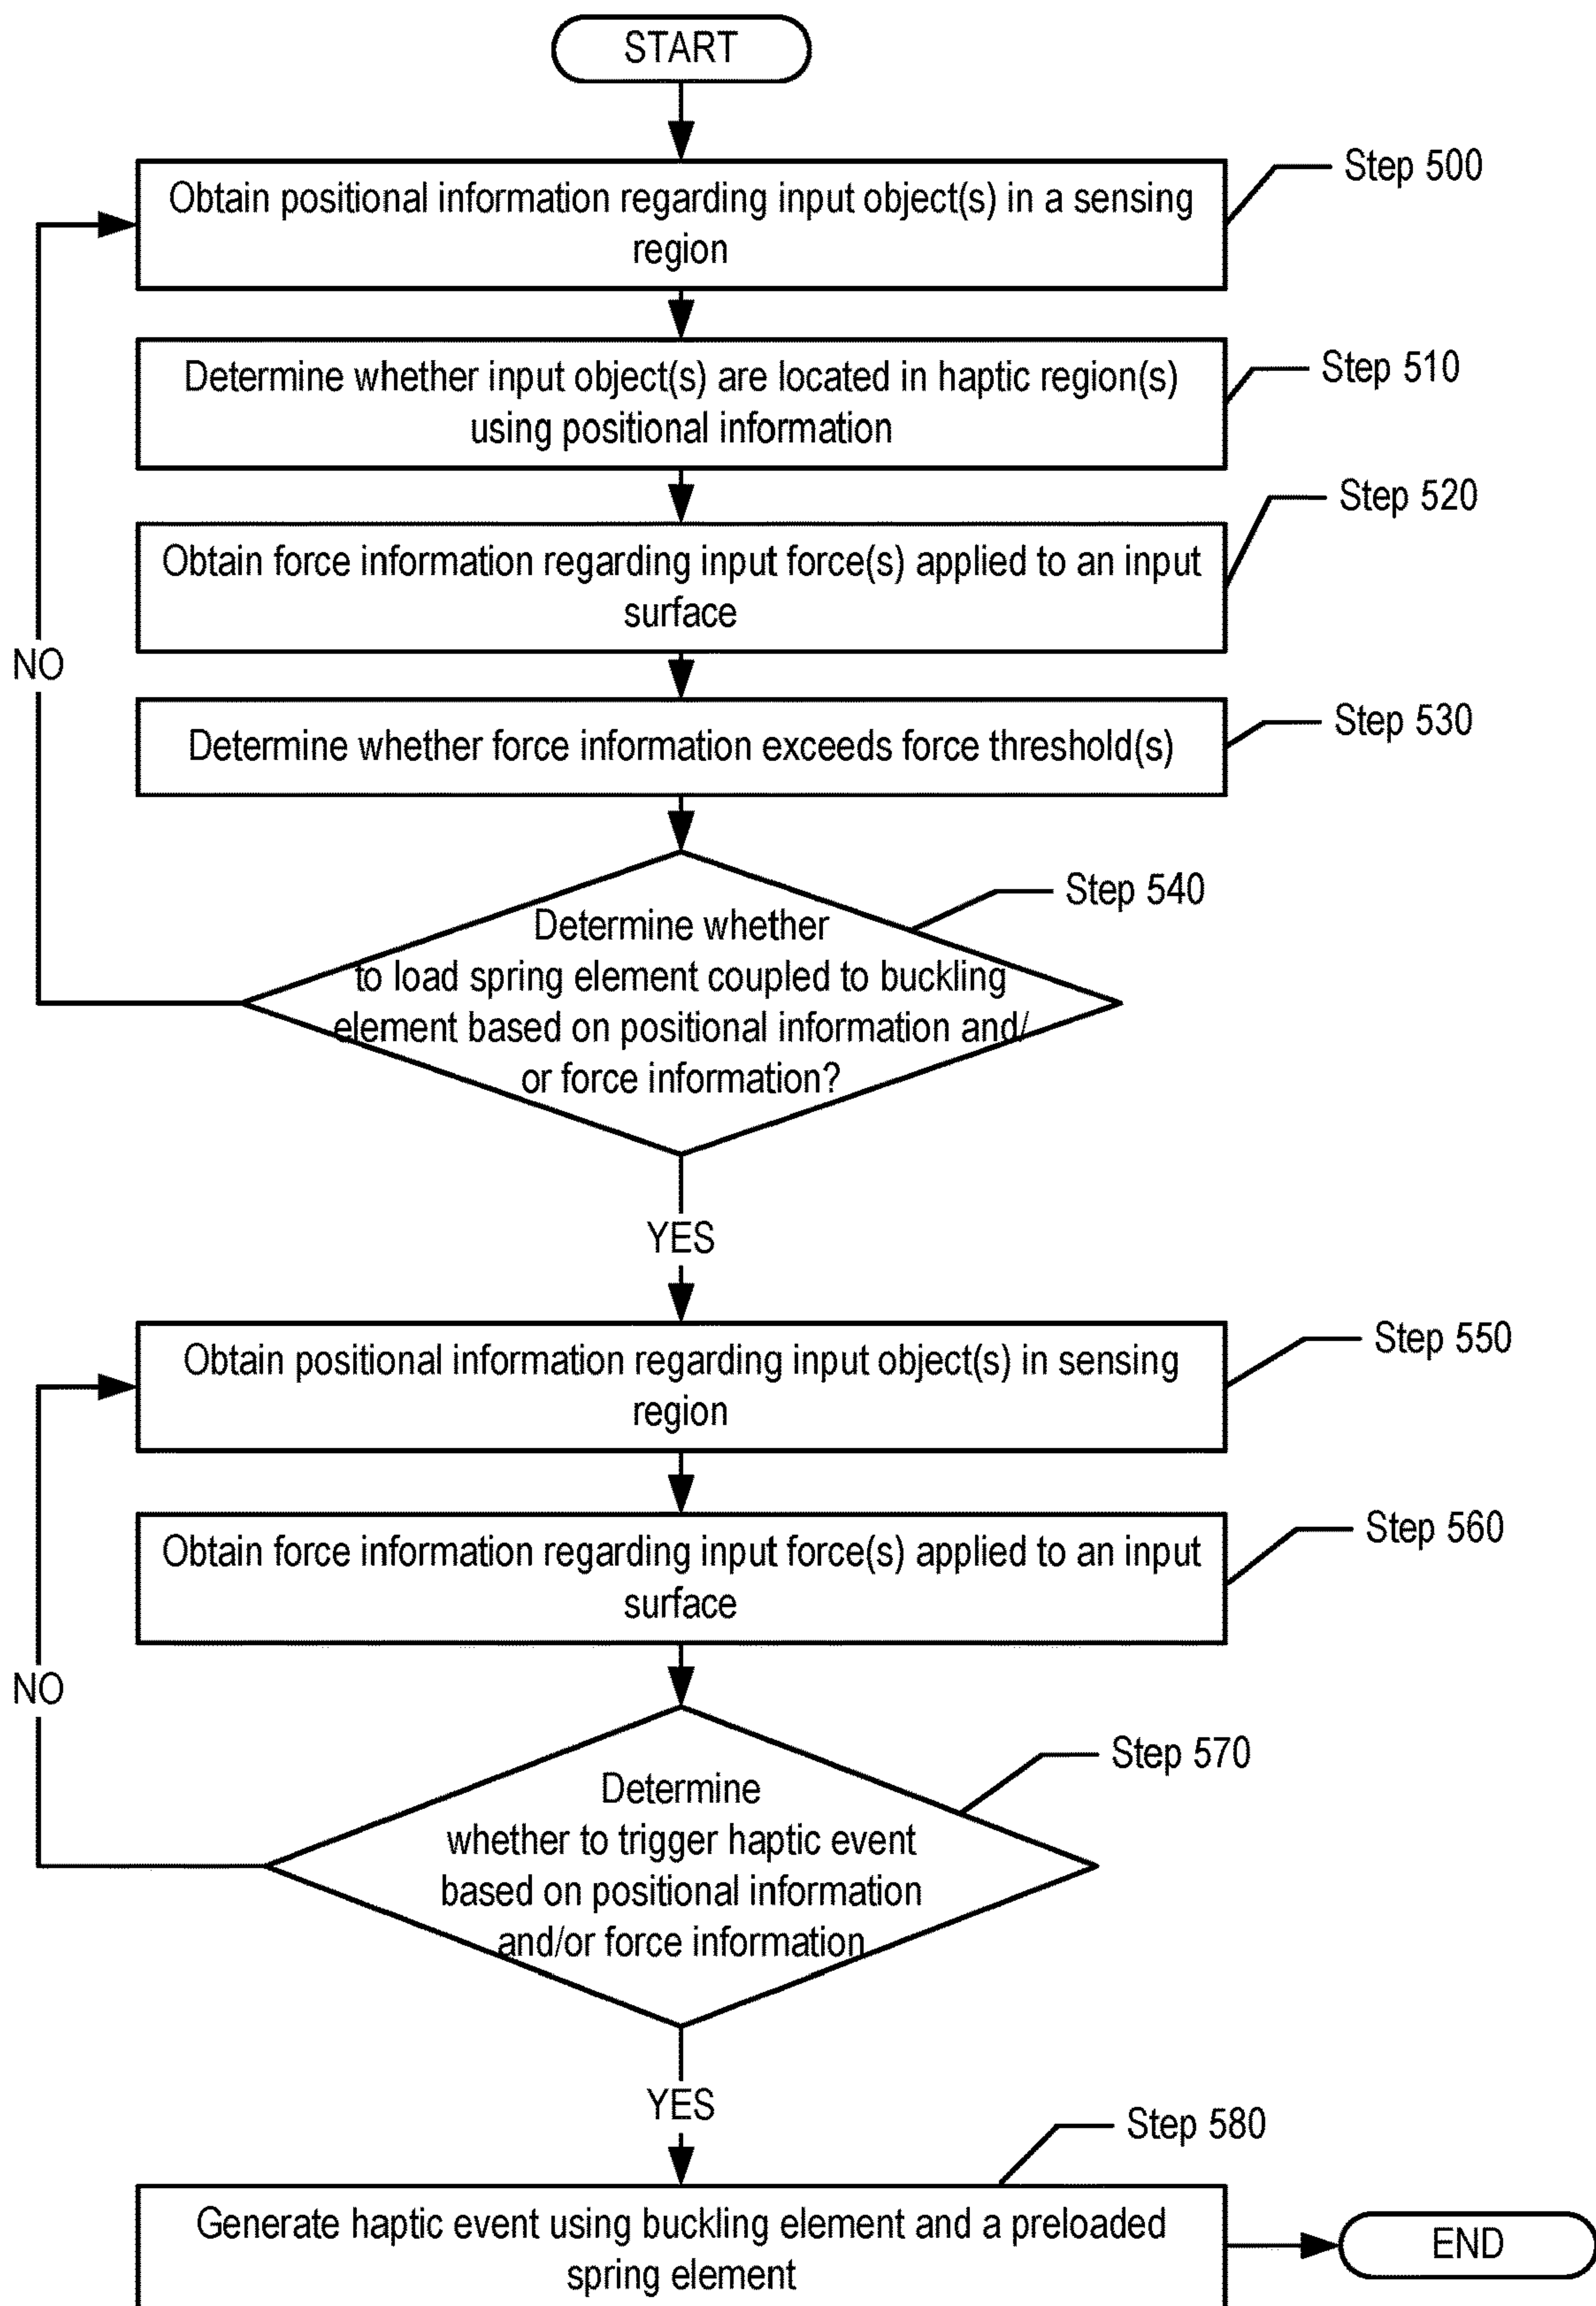 START
Obtain positional information regarding input object(s) in a sensing
region
Step 500
Determine whether input object(s) are located in haptic region(s)
using positional information
Step 510
Obtain force information regarding input force(s) applied to an input
surface
Step 520
NO
Determine whether force information exceeds force threshold(s)
Step 530
Determine whether
to load spring element coupled to buckling
element based on positional information and/
or force information?
Step 540
YES
Obtain positional information regarding input object(s) in sensing
region
Step 550
Obtain force information regarding input force(s) applied to an input
surface
Step 560
NO
Determine
whether to trigger haptic event
based on positional information
and/or force information
Step 570
YES
Step 580
Generate haptic event using buckling element and a preloaded
spring element
END